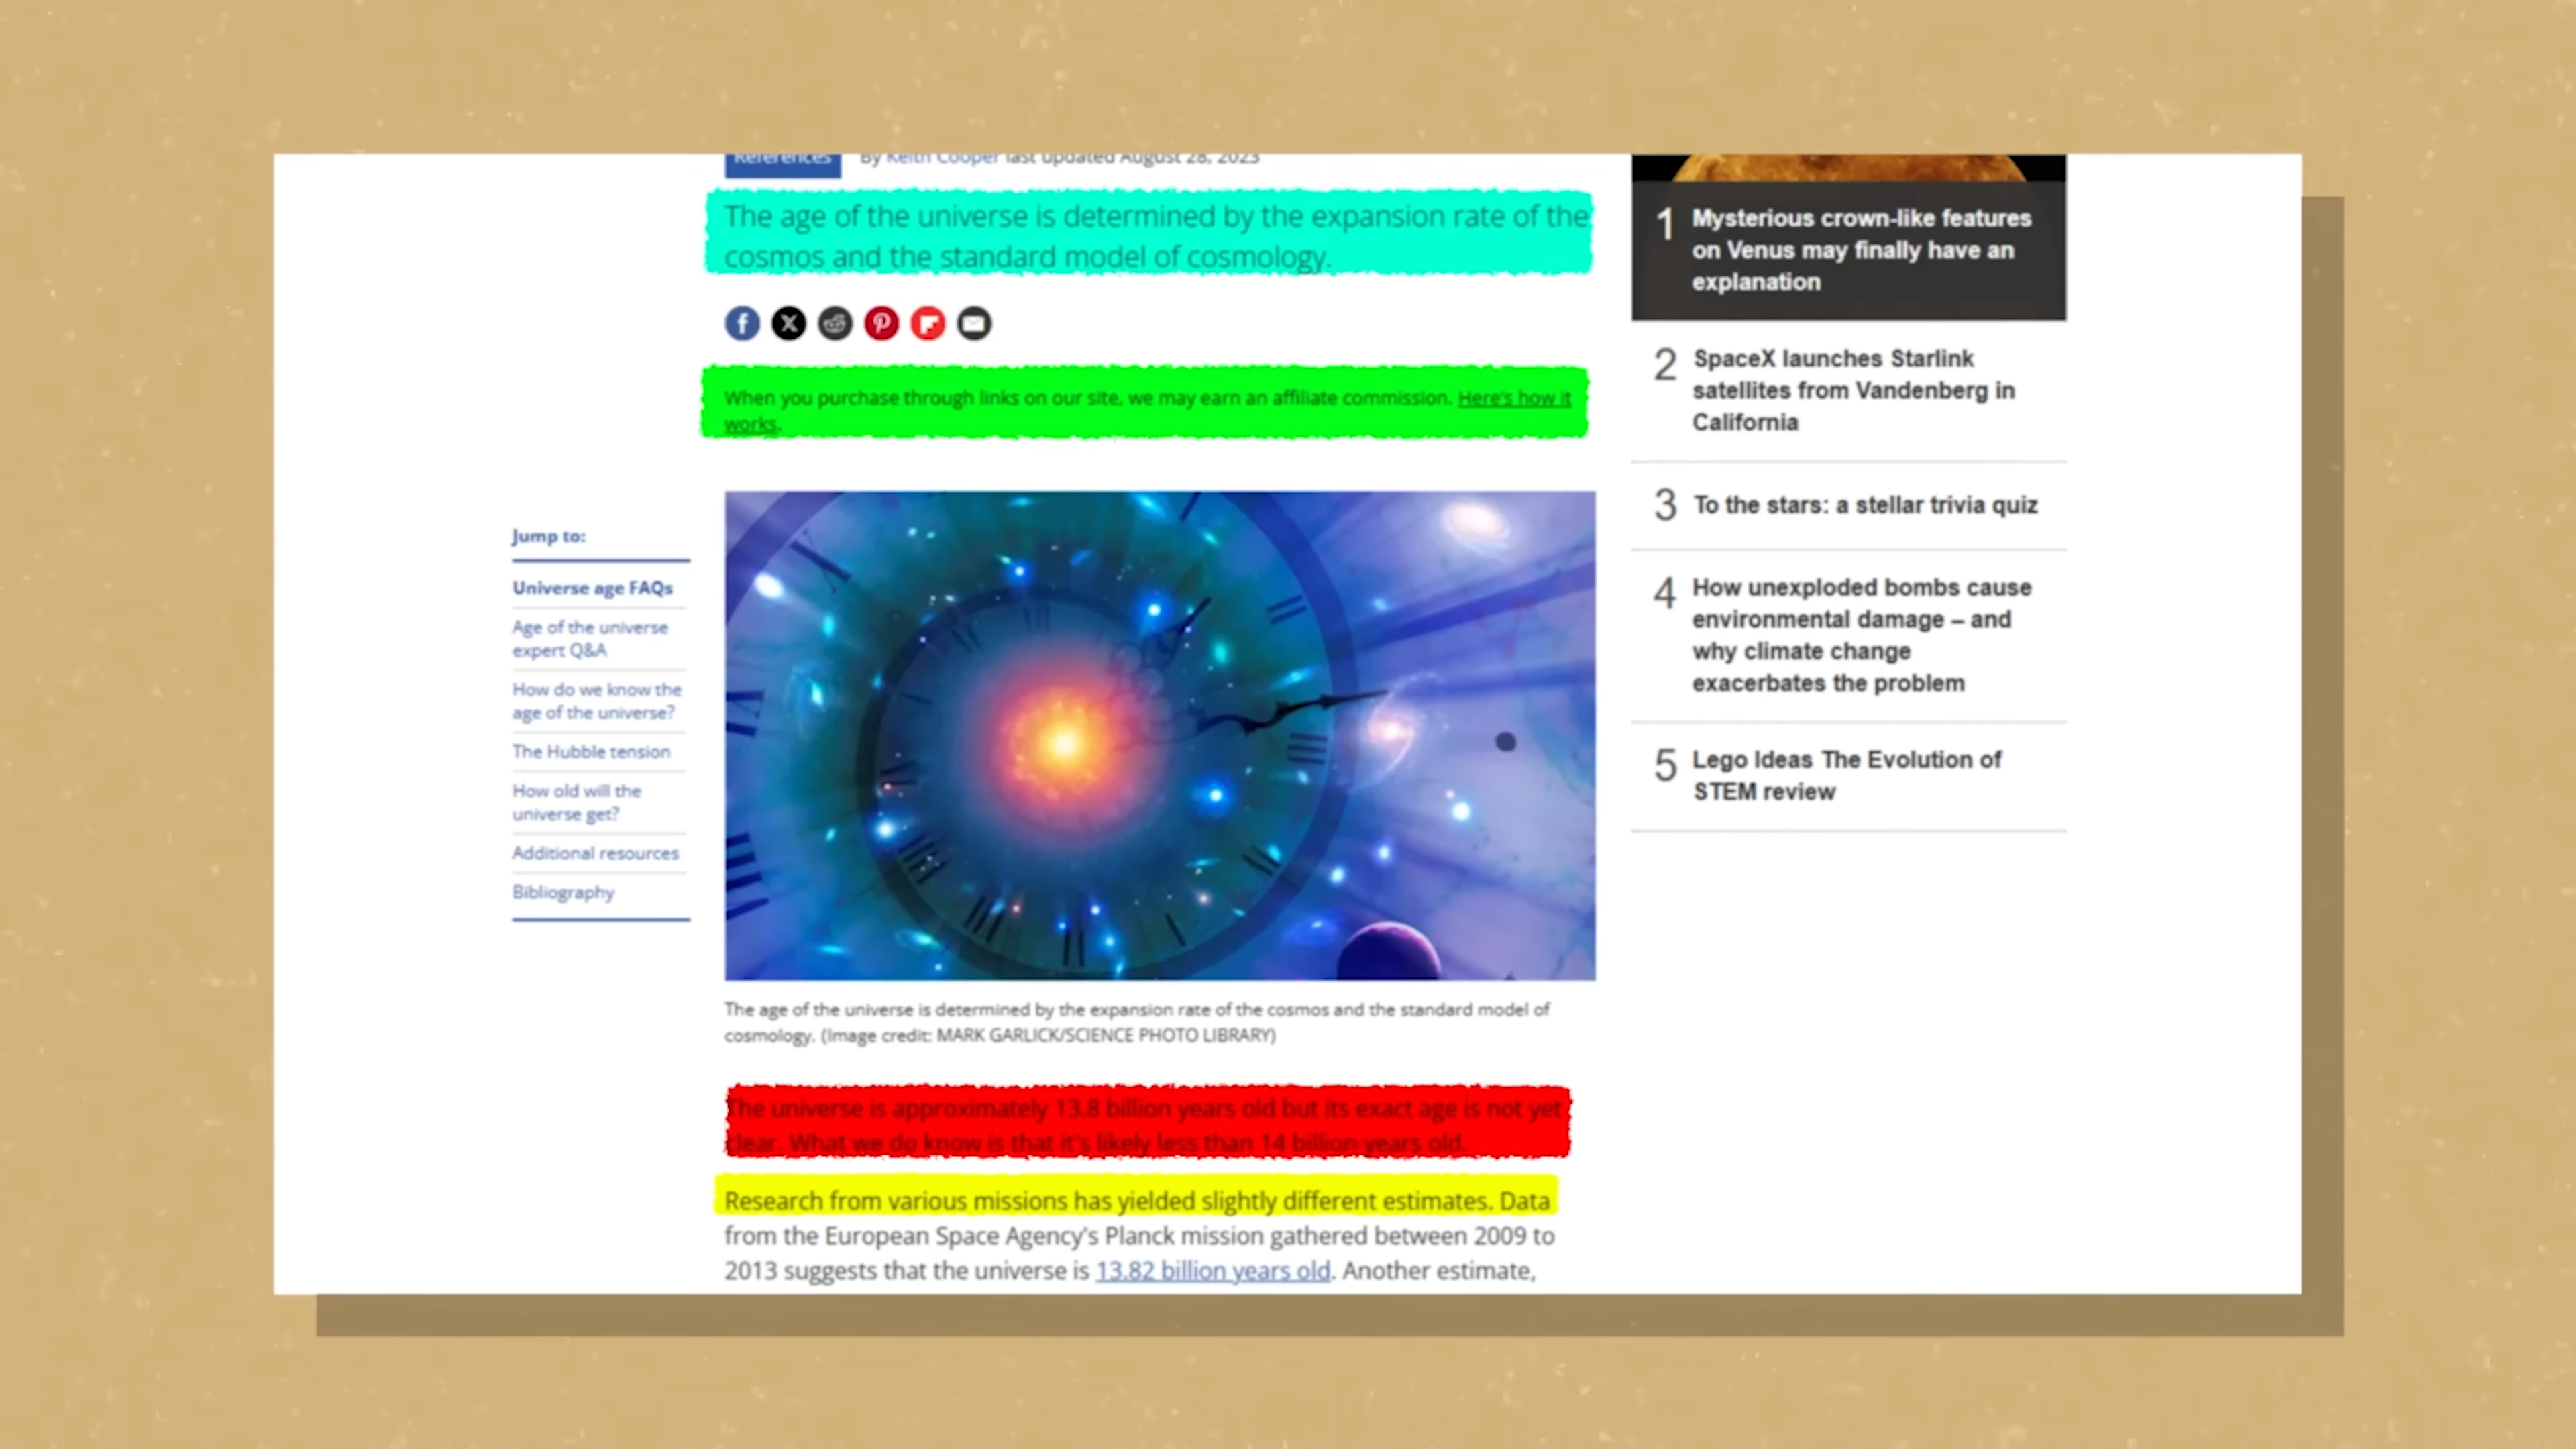 References
By Keith Cooper last updated August 28, 2023
The age of the universe is determined by the expansion rate of the
cosmos and the standard model of cosmology.
When you purchase through links on our site, we may earn an affiliate commission. Here's how it
works.
Jump to:
Universe age FAQs
Age of the universe
expert Q&A
How do we know the
age of the universe?
The Hubble tension
How old will the
universe get?
Additional resources
Bibliography
The age of the universe is determined by the expansion rate of the cosmos and the standard model of
cosmology. (Image credit: MARK GARLICK/SCIENCE PHOTO LIBRARY)
The universe is approximately 13.8 billion years old but its exact age is not yet
clear. What we do know is that it's likely less than 14 billion years old.
Research from various missions has yielded slightly different estimates. Data
from the European Space Agency's Planck mission gathered between 2009 to
2013 suggests that the universe is 13.82 billion years old. Another estimate,
1 Mysterious crown-like features
on Venus may finally have an
explanation
2 SpaceX launches Starlink
satellites from Vandenberg in
California
3 To the stars: a stellar trivia quiz
4 How unexploded bombs cause
environmental damage – and
why climate change
exacerbates the problem
5 Lego Ideas The Evolution of
STEM review